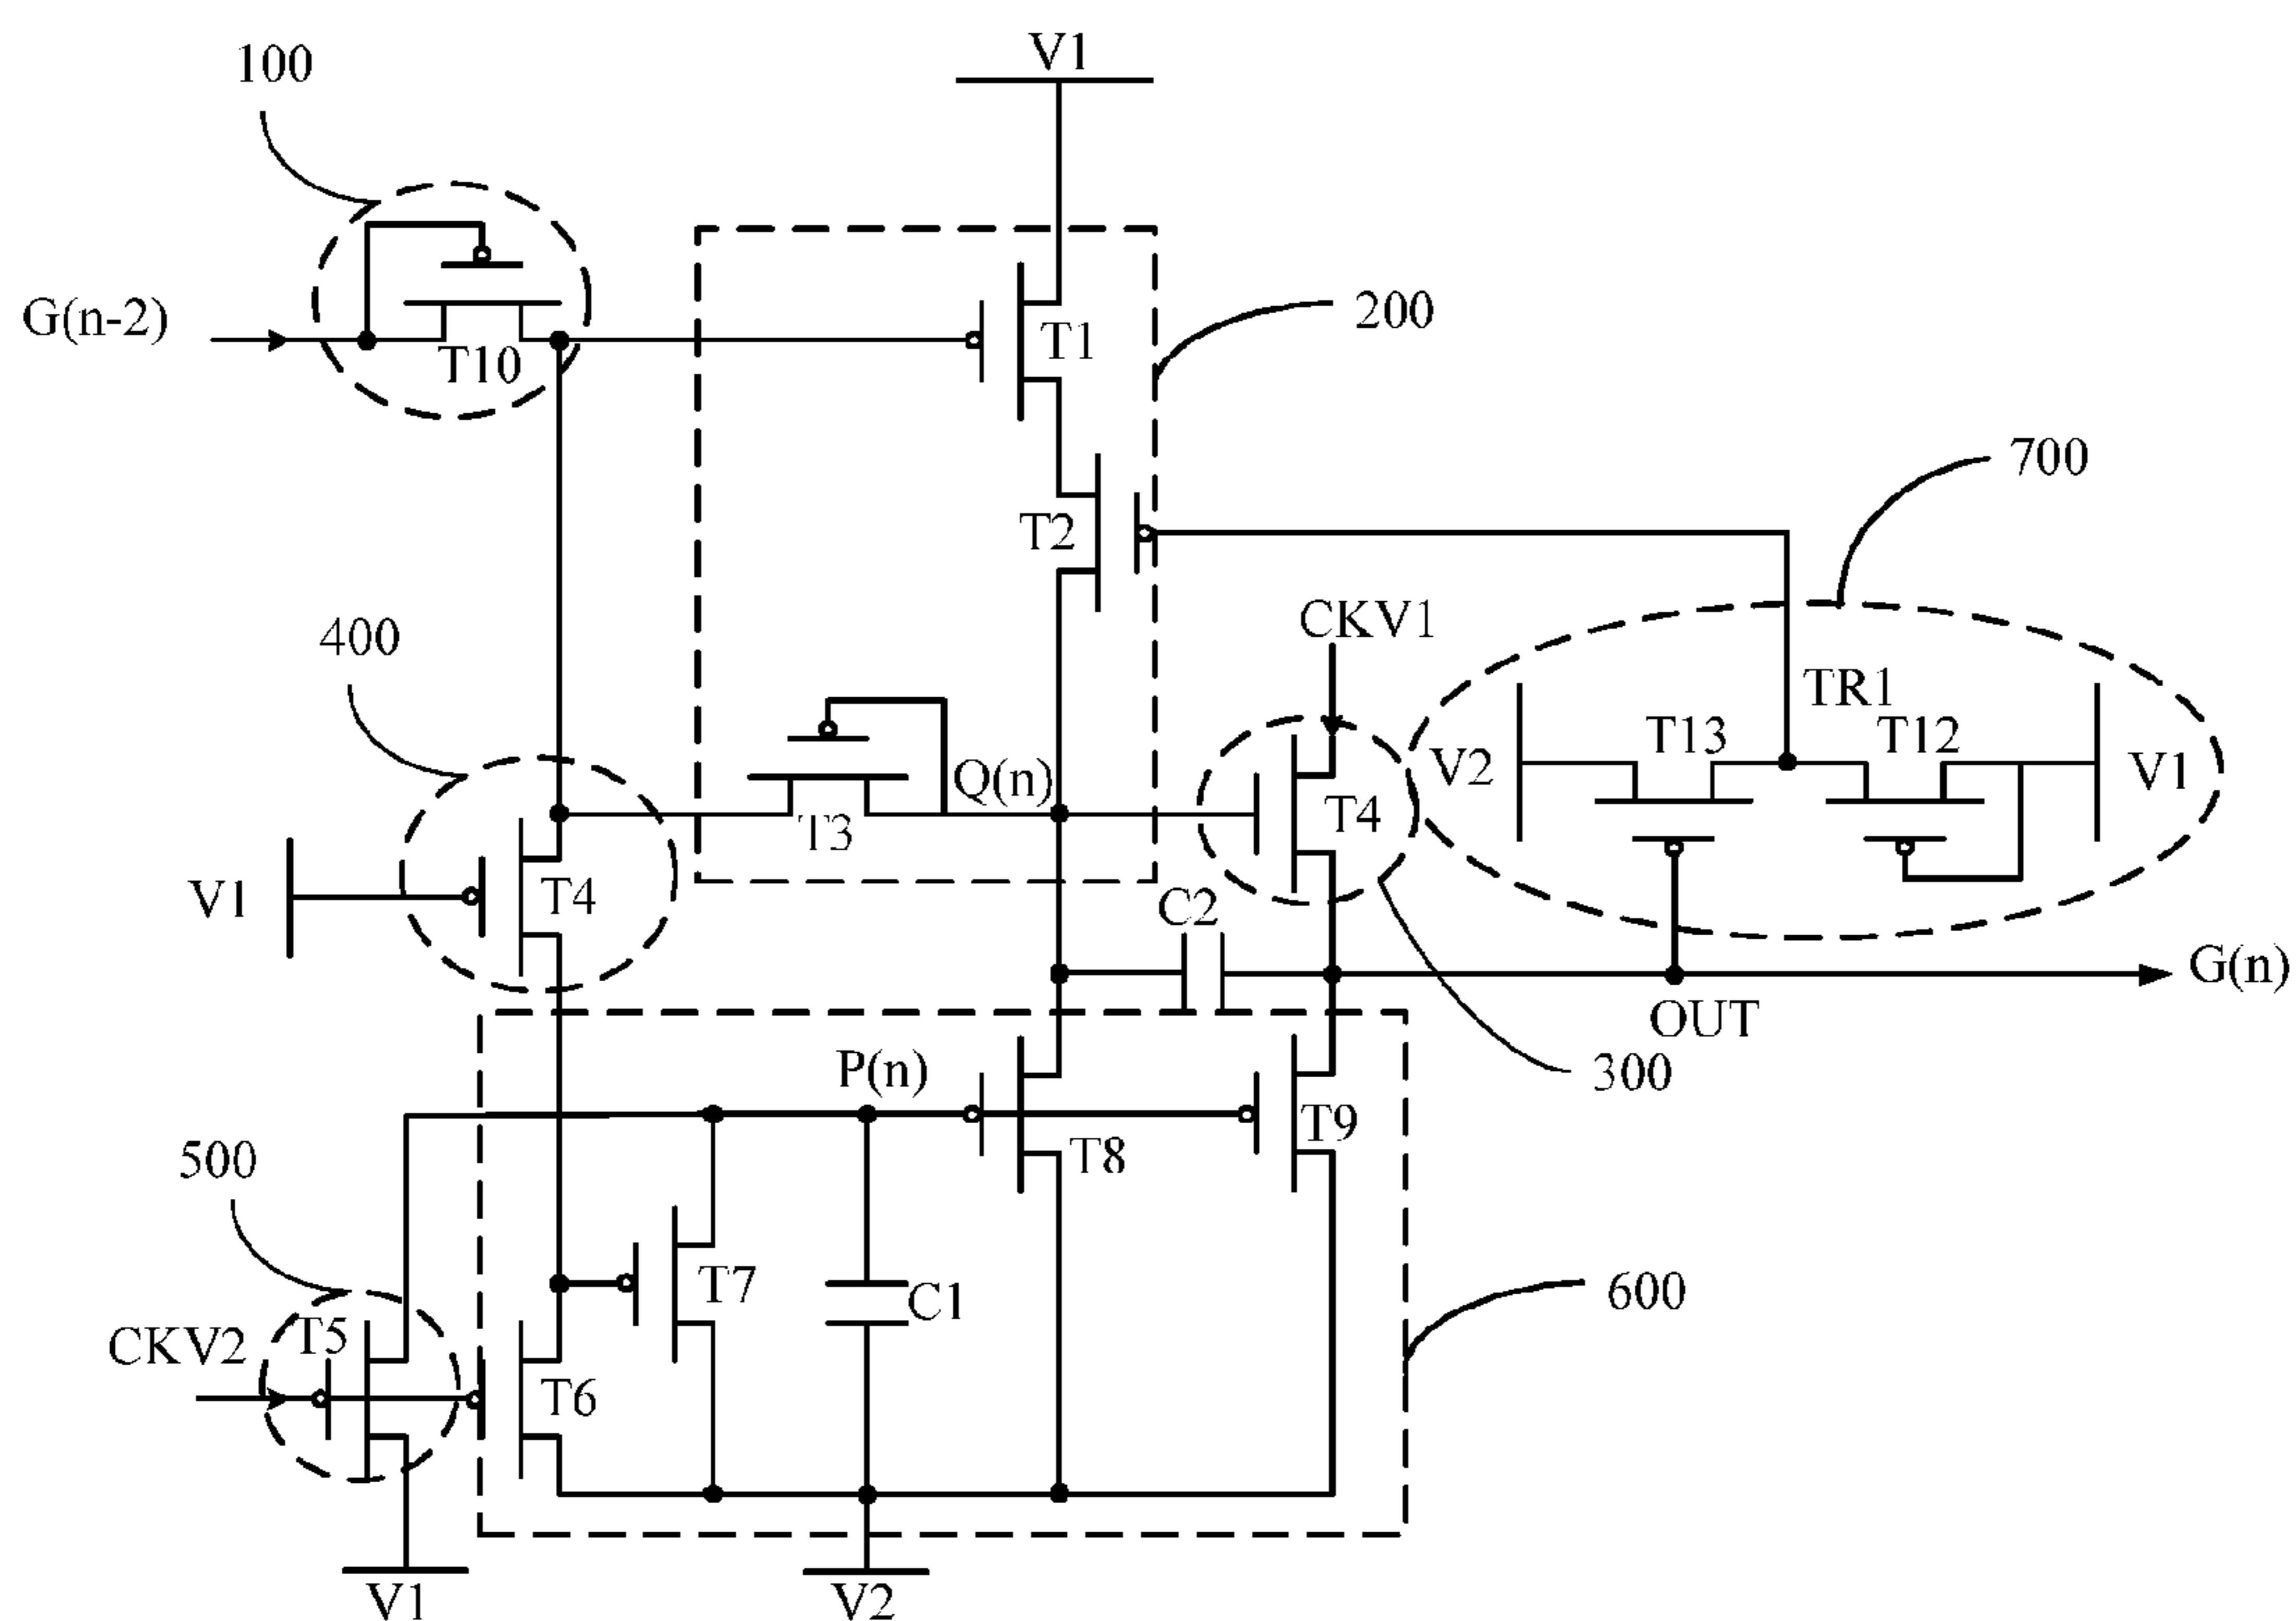 V1
100
G(n-2)
T10
T1
200
T2
700
CKV1
400
TR1
T13
T12
V2
V1
Q(n)
T3
T4
V1
T4
C2
G(n)
OUT
P(n)
300
T9
T8
500
T7
C1
600
CKV2
T5
T6
V1
V2